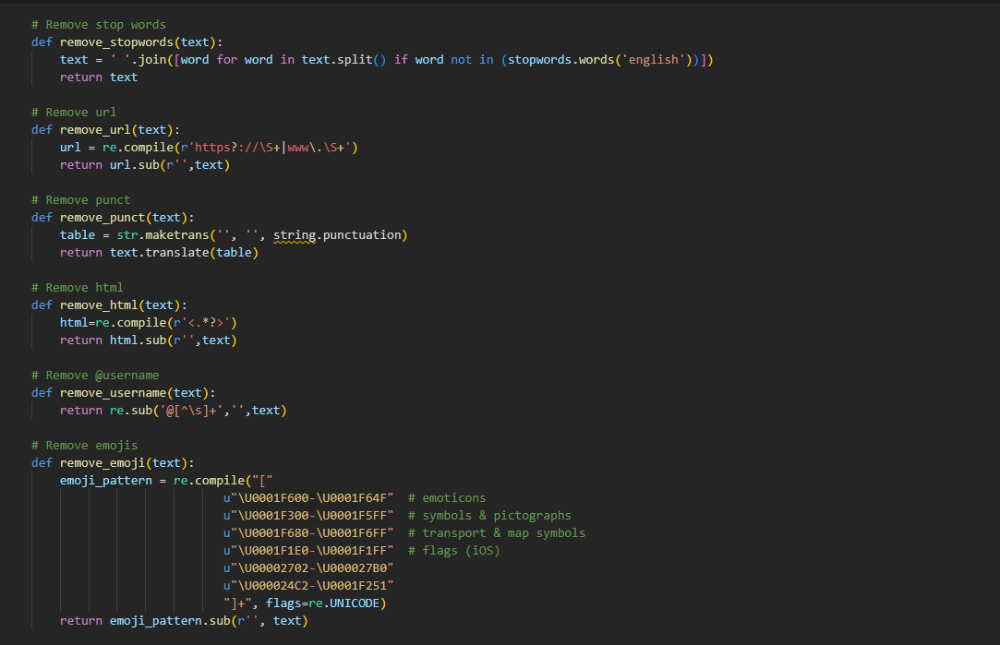 # Remove stop words
def remove_stopwords(text):
    text = ' '.join([word for word in text.split() if word not in (stopwords.words('english'))])
    return text

# Remove url
def remove_url(text):
    url = re.compile(r'https?://\S+|www\.\S+')
    return url.sub(r'',text)

# Remove punct
def remove_punct(text):
    table = str.maketrans('', '', string.punctuation)
    return text.translate(table)

# Remove html
def remove_html(text):
    html=re.compile(r'<.*?>')
    return html.sub(r'',text)

# Remove @username
def remove_username(text):
    return re.sub('@[^\s]+','',text)

# Remove emojis
def remove_emoji(text):
    emoji_pattern = re.compile("["
                           u"\U0001F600-\U0001F64F"  # emoticons
                           u"\U0001F300-\U0001F5FF"  # symbols & pictographs
                           u"\U0001F680-\U0001F6FF"  # transport & map symbols
                           u"\U0001F1E0-\U0001F1FF"  # flags (iOS)
                           u"\U00002702-\U000027B0"
                           u"\U000024C2-\U0001F251"
                           "]+", flags=re.UNICODE)
    return emoji_pattern.sub(r'', text)